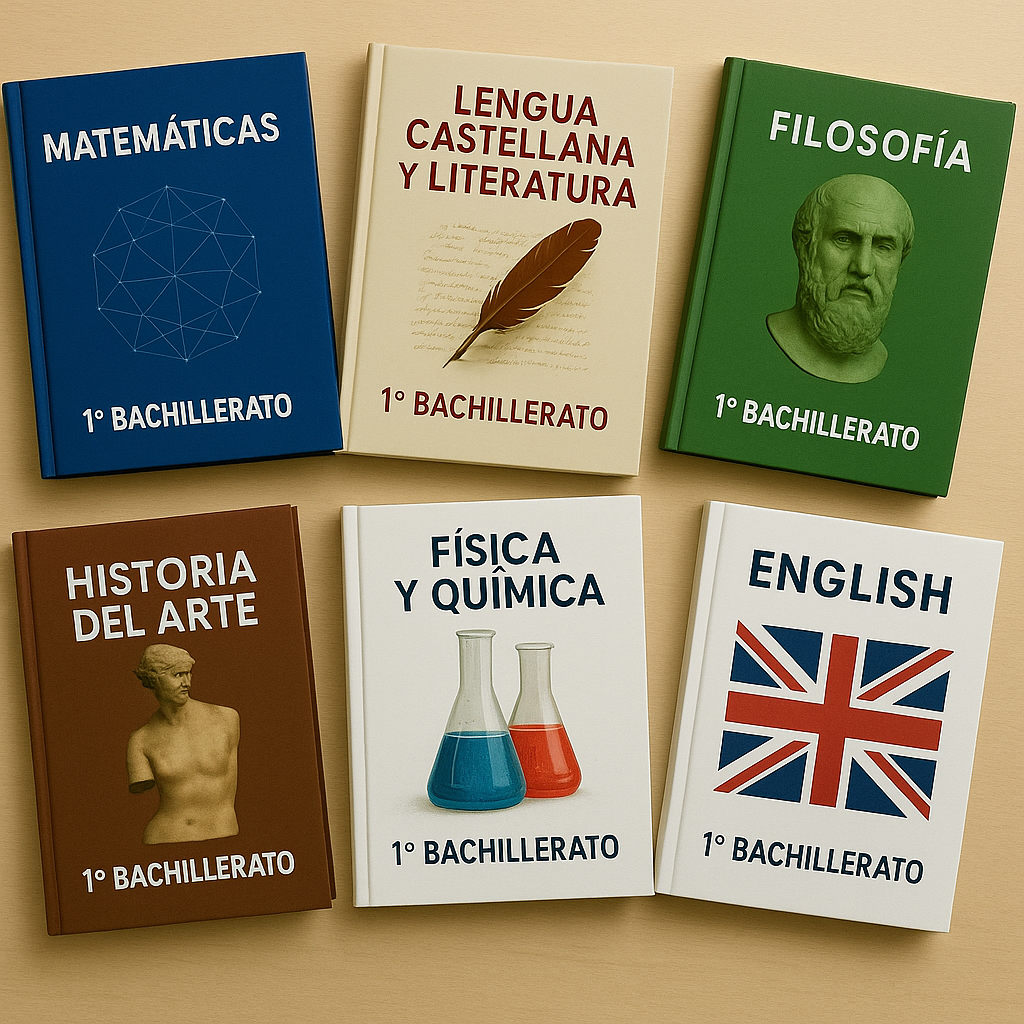 MATEMÁTICAS
1º BACHILLERATO
LENGUA
CASTELLANA
Y LITERATURA
1º BACHILLERATO
FILOSOFÍA
1º BACHILLERATO
HISTORIA
DEL ARTE
1º BACHILLERATO
FÍSICA
Y QUÍMICA
1º BACHILLERATO
ENGLISH
1º BACHILLERATO